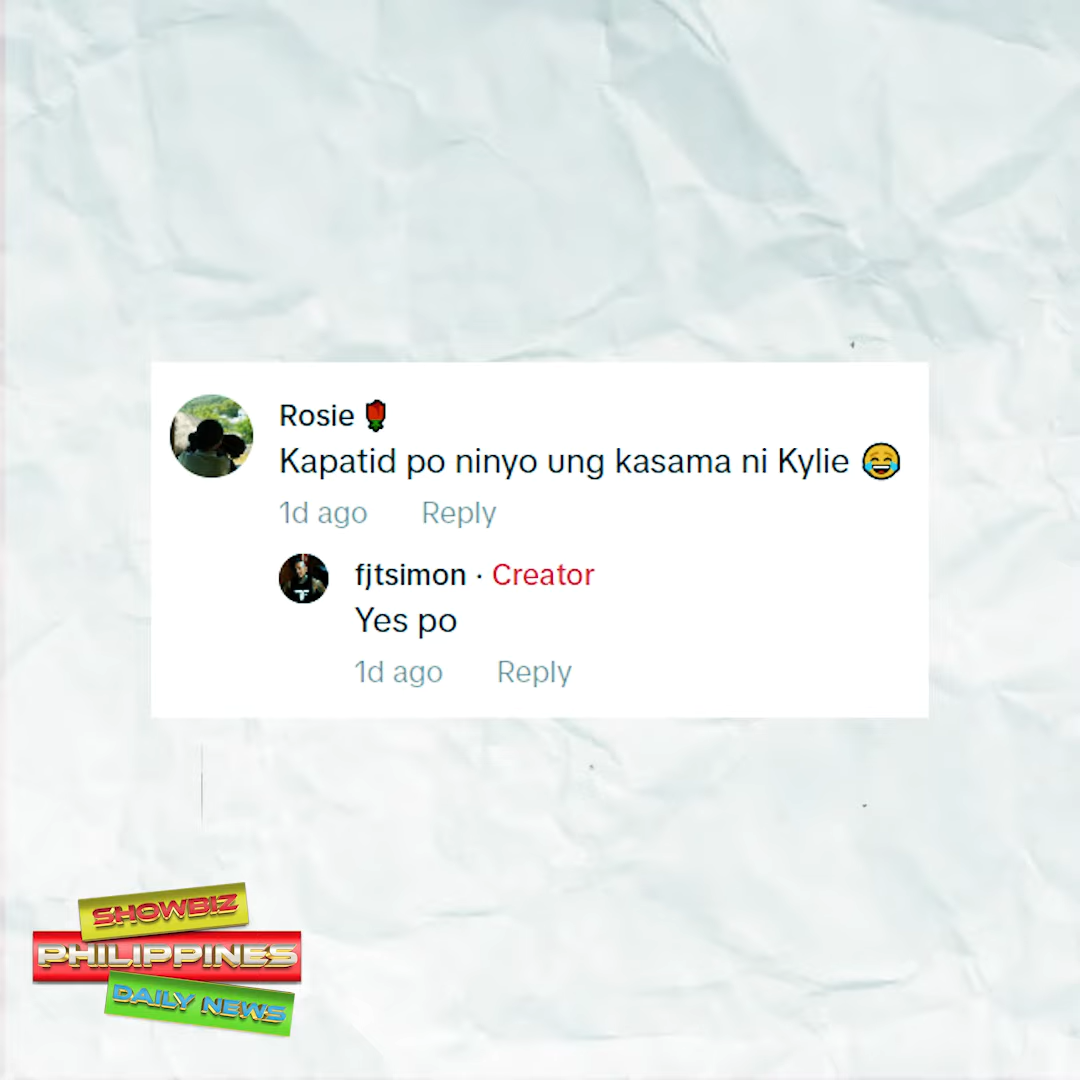 Rosie 🌹
Kapatid po ninyo ung kasama ni Kylie 😂
1d ago Reply
fjtsimon · Creator
Yes po
1d ago Reply
SHOWBIZ
PHILIPPINES
DAILY NEWS